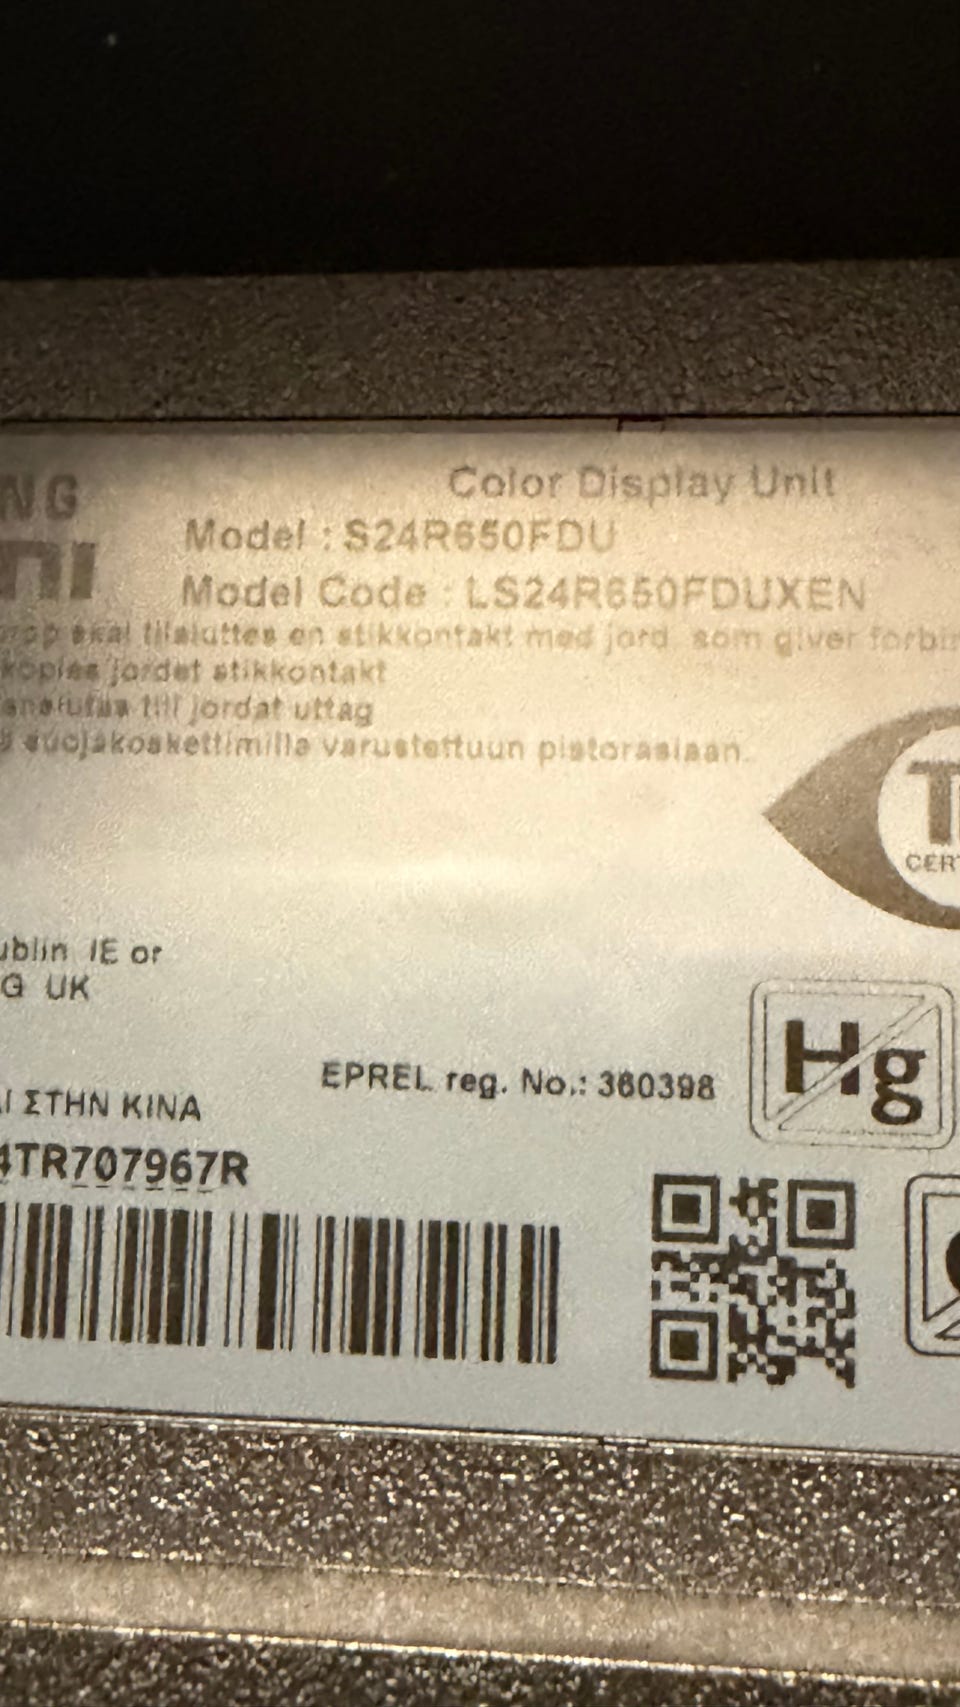 NG
Color Display Unit
Model : S24R650FDU
Model Code : LS24R650FDUXEN
skal tilsluttes en stikkontakt med jord som giver
jordet stikkontakt
till jordat uttag
suojakoskettimilla varustettuun pistorasiaan.
CERT
IE or
G UK
Hg
EPREL reg. No.: 360398
ΣΤΗΝ ΚΙΝΑ
4TR707967R